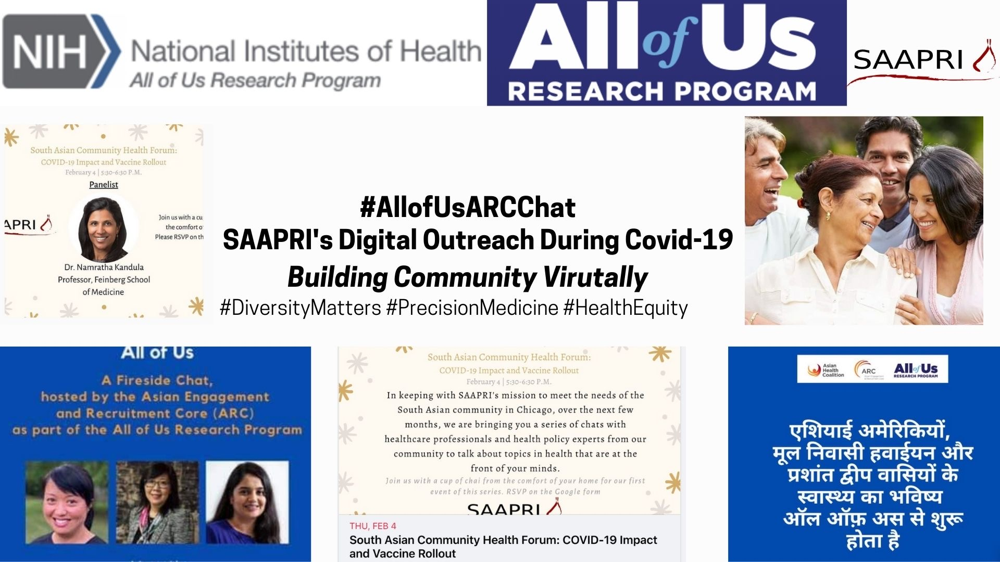 NIH National Institutes of Health
All of Us Research Program
All of Us
RESEARCH PROGRAM
SAAPRI
South Asian Community Health Forum:
COVID-19 Impact and Vaccine Rollout
February 4 | 5:30-6:30 P.M.
Panelist
APRI
Join us with a cu
the comfort o
Please RSVP on th
Dr. Namratha Kandula
Professor, Feinberg School
of Medicine
#AllofUsARCChat
SAAPRI's Digital Outreach During Covid-19
Building Community Virutally
#DiversityMatters #PrecisionMedicine #HealthEquity
All of Us
A Fireside Chat,
hosted by the Asian Engagement
and Recruitment Core (ARC)
as part of the All of Us Research Program
South Asian Community Health Forum:
COVID-19 Impact and Vaccine Rollout
February 4 | 5:30-6:30 P.M.
In keeping with SAAPRI's mission to meet the needs of the
South Asian community in Chicago, over the next few
months, we are bringing you a series of chats with
healthcare professionals and health policy experts from our
community to talk about topics in health that are at the
front of your minds.
Join us with a cup of chai from the comfort of your home for our first
event of this series. RSVP on the Google form
SAAPRI
THU, FEB 4
South Asian Community Health Forum: COVID-19 Impact
and Vaccine Rollout
Asian
Health
Coalition
ARC
All of Us
RESEARCH PROGRAM
एशियाई अमेरिकियों,
मूल निवासी हवाईयन और
प्रशांत द्वीप वासियों के
स्वास्थ्य का भविष्य
ऑल ऑफ़ अस से शुरू
होता है